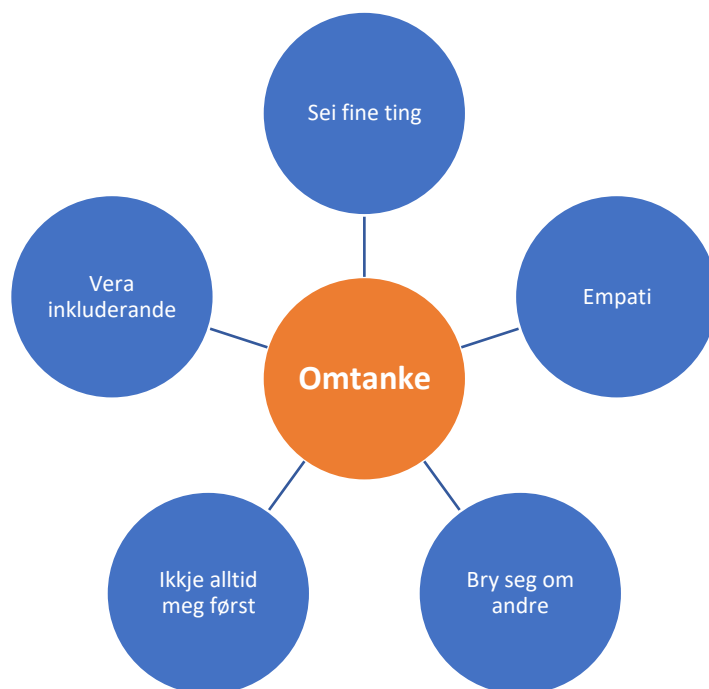 Sei fine ting
Vera
inkluderande
Empati
Omtanke
Ikkje alltid
meg først
Bry seg om
andre